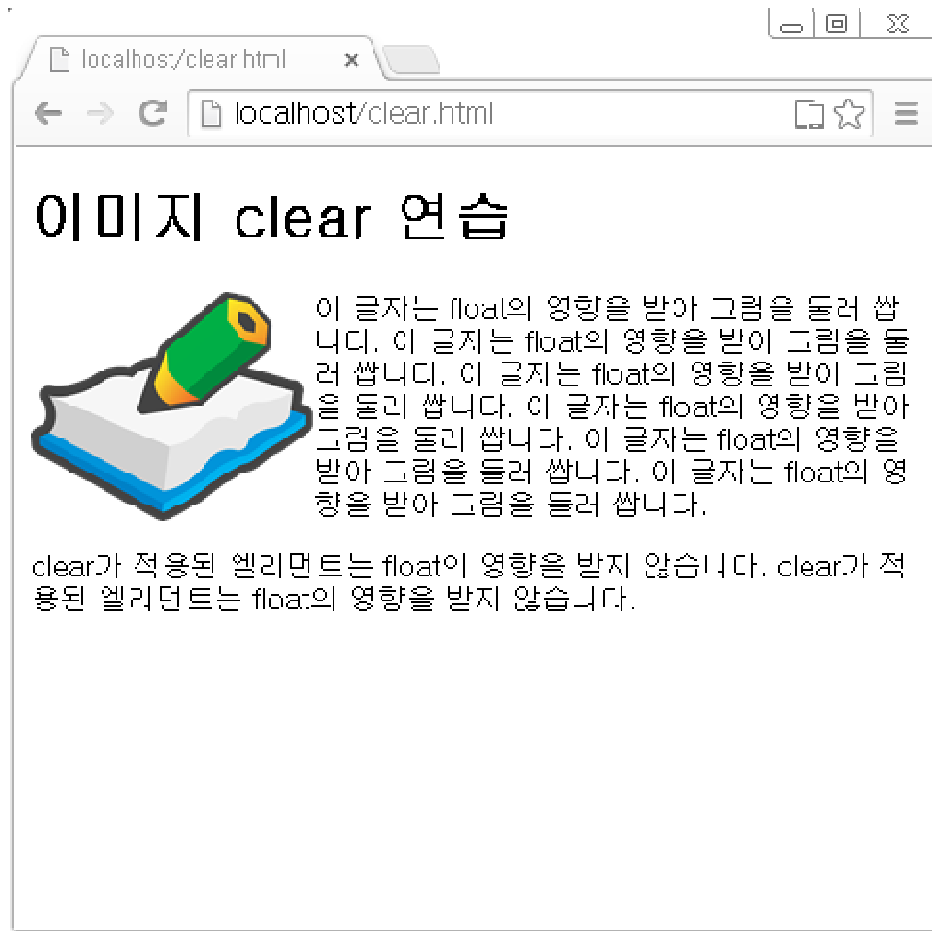 localhost/clear.html
localhost/clear.html
이미지 clear 연습
이 글자는 float의 영향을 받아 그림을 둘러 쌉
니다. 이 글자는 float의 영향을 받아 그림을 둘
러 쌉니다. 이 글자는 float의 영향을 받아 그림
을 둘러 쌉니다. 이 글자는 float의 영향을 받아
그림을 둘러 쌉니다. 이 글자는 float의 영향을
받아 그림을 둘러 쌉니다. 이 글자는 float의 영
향을 받아 그림을 둘러 쌉니다.
clear가 적용된 엘리먼트는 float의 영향을 받지 않습니다. clear가 적
용된 엘리먼트는 float의 영향을 받지 않습니다.